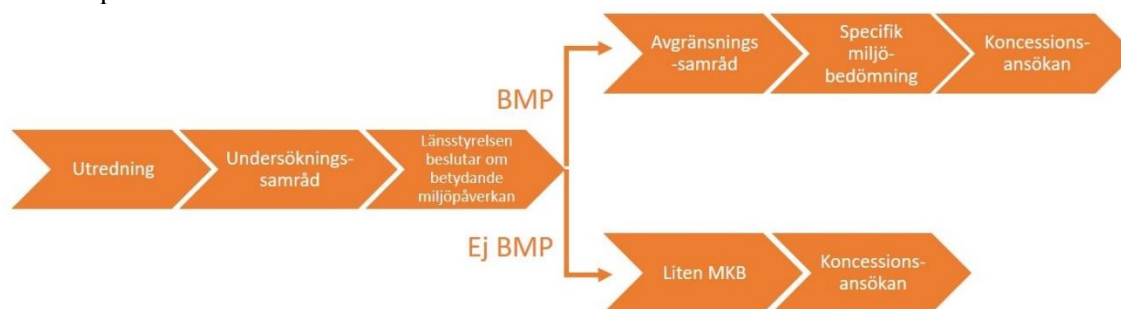 Utredning
Undersöknings-
samråd
Länsstyrelsen
beslutar om
betydande
miljöpåverkan
BMP
Avgränsnings
-samråd
Specifik
miljö-
bedömning
Koncessions-
ansökan
Ej BMP
Liten MKB
Koncessions-
ansökan